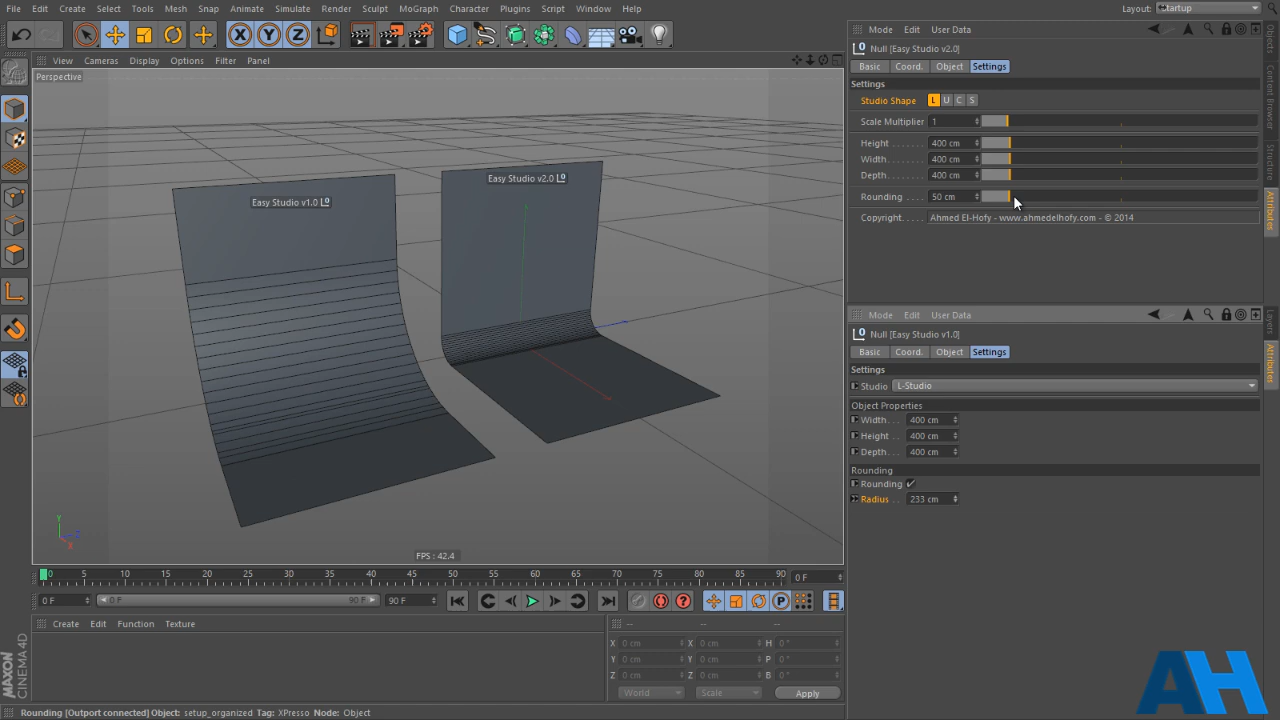 File Edit Create Select Tools Mesh Snap Animate Simulate Render Sculpt MoGraph Character Plugins Script Window Help Layout: Startup
X Y Z
View Cameras Display Options Filter Panel
Perspective
Easy Studio v1.0
Easy Studio v2.0
Y
Z
X
FPS : 42.4
0 5 10 15 20 25 30 35 40 45 50 55 60 65 70 75 80 85 90 0 F
0 F 0 F 90 F 90 F
P
Create Edit Function Texture
-- -- --
X 0 cm X 0 cm H 0 °
Y 0 cm Y 0 cm P 0 °
Z 0 cm Z 0 cm B 0 °
World Scale Apply
MAXON
CINEMA 4D
Rounding [Outport connected] Object: setup_organized Tag: XPresso Node: Object
Mode Edit User Data
Null [Easy Studio v2.0]
Basic Coord. Object Settings
Settings
Studio Shape L U C S
Scale Multiplier 1
Height . . . . . . . 400 cm
Width . . . . . . . 400 cm
Depth . . . . . . . 400 cm
Rounding . . . . 50 cm
Copyright. . . . . Ahmed El-Hofy - www.ahmedelhofy.com - © 2014
Mode Edit User Data
Null [Easy Studio v1.0]
Basic Coord. Object Settings
Settings
Studio L-Studio
Object Properties
Width. . . 400 cm
Height . . 400 cm
Depth. . . 400 cm
Rounding
Rounding
Radius . . 233 cm
Objects
Content Browser
Structure
Attributes
Layers
Attributes
AH